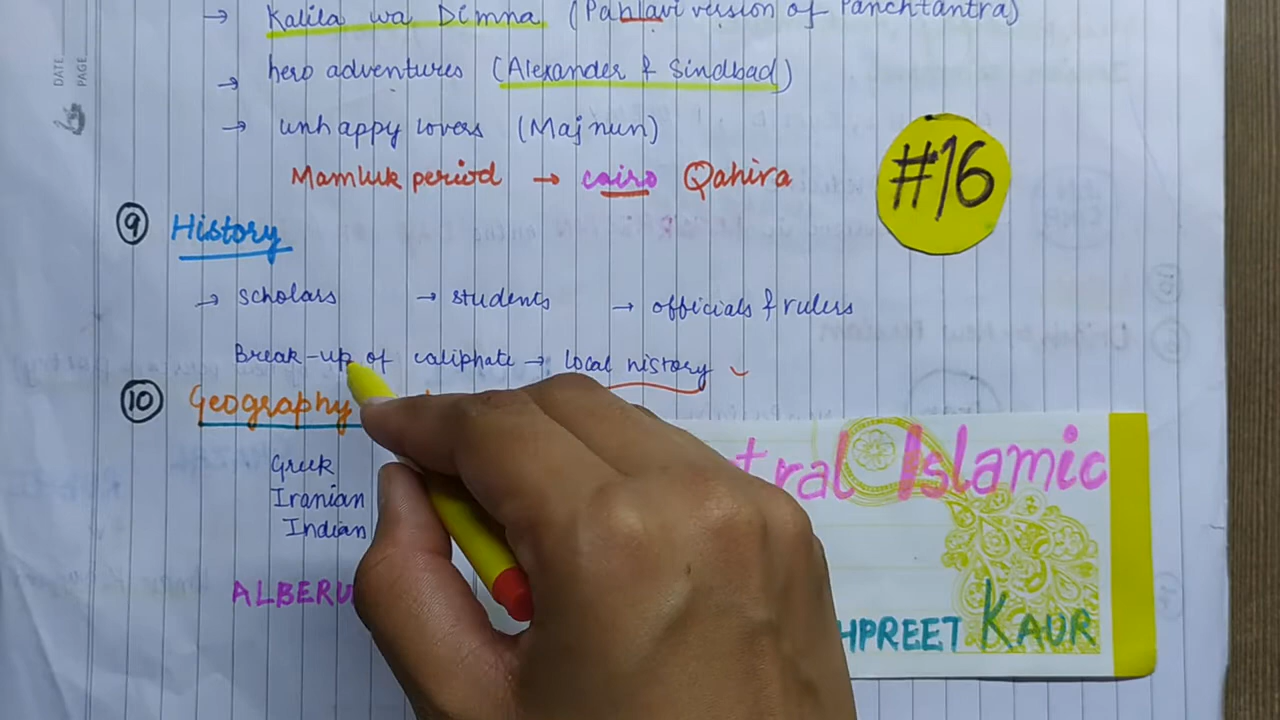 DATE
PAGE
→ Kalila wa Dimna (Pahlavi version of Panchtantra)
→ hero adventures (Alexander & Sindbad)
→ unhappy lovers (Majnun)
Mamluk period → cairo Qahira
#16
⑨ History
→ scholars → students → officials & rulers
Break-up of caliphate → local history
⑩ Geography
Greek
Iranian
Indian
ALBERU
tral Islamic
HPREET KAUR